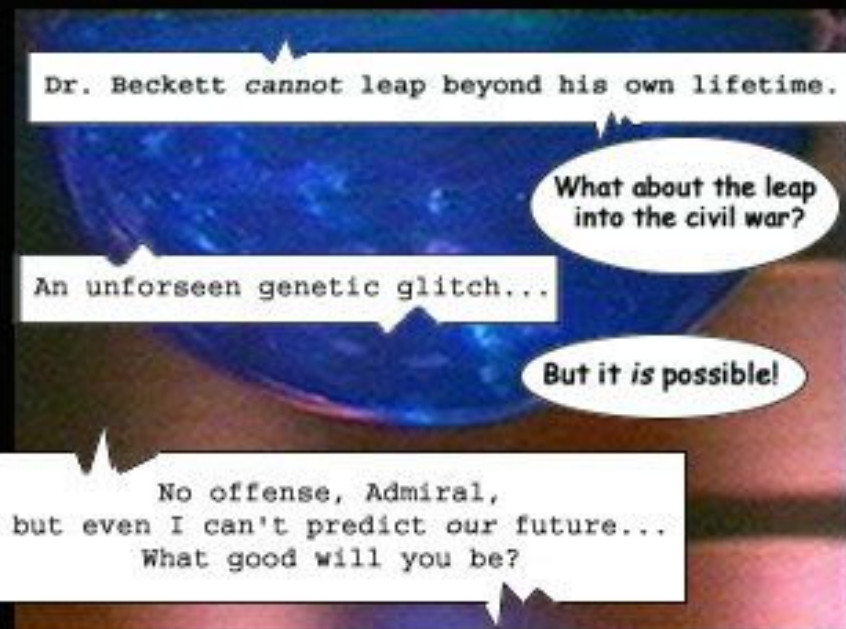 Dr. Beckett cannot leap beyond his own lifetime.
What about the leap
into the civil war?
An unforseen genetic glitch...
But it is possible!
No offense, Admiral,
but even I can't predict our future...
What good will you be?